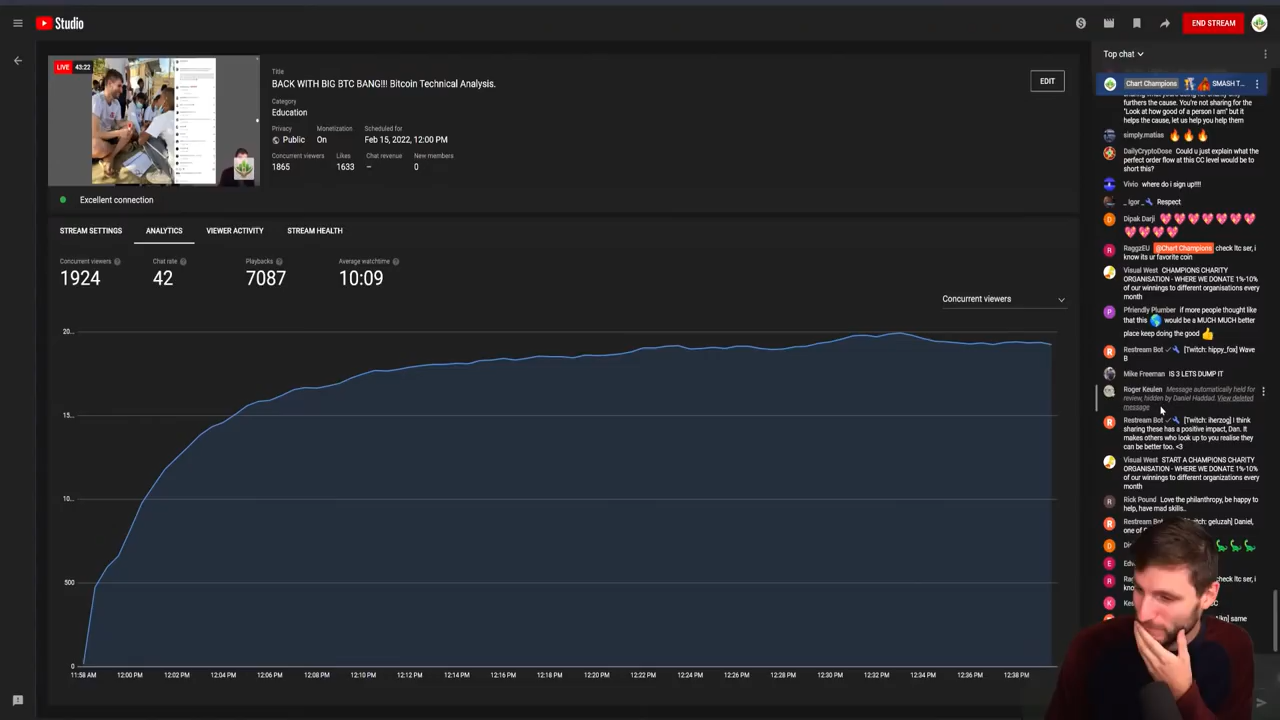 Studio
END STREAM
LIVE 43:22
Title
BACK WITH BIG BTC GAINS!!! Bitcoin Technical Analysis.
EDIT
Category
Education
Privacy
Monetization
Scheduled for
Public
On
Feb 15, 2022, 12:00 PM
Concurrent viewers
Likes
Chat revenue
New members
1865
–
0
Excellent connection
STREAM SETTINGS
ANALYTICS
VIEWER ACTIVITY
STREAM HEALTH
Concurrent viewers
Chat rate
Playbacks
Average watchtime
1924
42
7087
10:09
Concurrent viewers
20...
15...
10...
500
0
11:58 AM
12:00 PM
12:02 PM
12:04 PM
12:06 PM
12:08 PM
12:10 PM
12:12 PM
12:14 PM
12:16 PM
12:18 PM
12:20 PM
12:22 PM
12:24 PM
12:26 PM
12:28 PM
12:30 PM
12:32 PM
12:34 PM
12:36 PM
12:38 PM
Top chat
Chart Champions SMASH T...
furthers the cause. You're not sharing for the
"Look at how good of a person I am" but it
helps the cause, let us help you help them
simply.matias
DailyCryptoDose Could u just explain what the
perfect order flow at this CC level would be to
short this?
Vivio where do i sign up!!!!
_ Igor _ Respect
Dipak Darji
RaggzEU @Chart Champions check ltc ser, i
know its ur favorite coin
Visual West CHAMPIONS CHARITY
ORGANISATION - WHERE WE DONATE 1%-10%
of our winnings to different organisations every
month
Pfriendly Plumber if more people thought like
that this would be a MUCH MUCH better
place keep doing the good
Restream Bot [Twitch: hippy_fox] Wave
B
Mike Freeman IS 3 LETS DUMP IT
Roger Keulen Message automatically held for
review, hidden by Daniel Haddad. View deleted
message
Restream Bot [Twitch: iherzog] I think
sharing these has a positive impact, Dan. It
makes others who look up to you realise they
can be better too. <3
Visual West START A CHAMPIONS CHARITY
ORGANISATION - WHERE WE DONATE 1%-10%
of our winnings to different organizations every
month
Rick Pound Love the philanthropy, be happy to
help, have mad skills..
Restream Bot geluzah] Daniel,
one of
check ltc ser, i
same